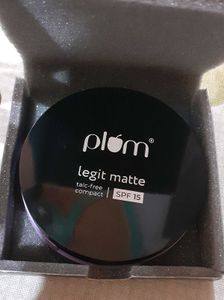 plum®
legit matte
talc-free
compact | SPF 15